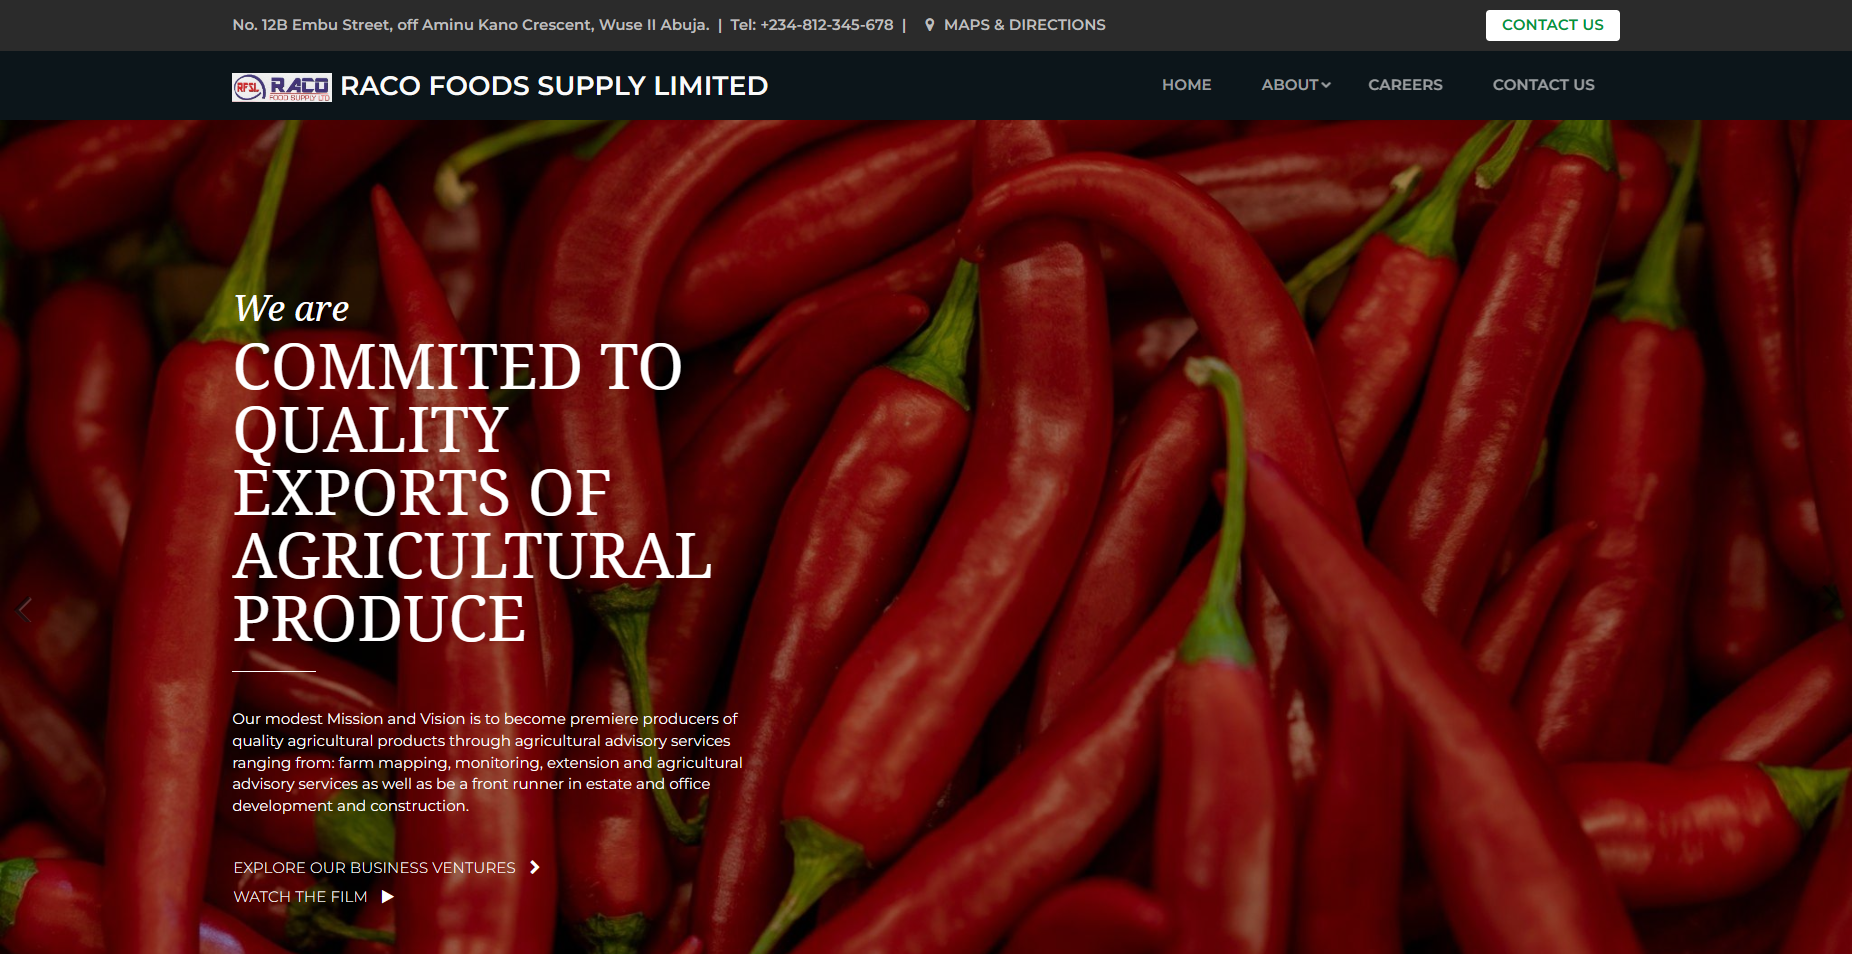 No. 12B Embu Street, off Aminu Kano Crescent, Wuse II Abuja. | Tel: +234-812-345-678 | MAPS & DIRECTIONS
CONTACT US
RFSL RACO
FOOD SUPPLY LTD
RACO FOODS SUPPLY LIMITED
HOME ABOUT CAREERS CONTACT US
We are
COMMITED TO
QUALITY
EXPORTS OF
AGRICULTURAL
PRODUCE
Our modest Mission and Vision is to become premiere producers of
quality agricultural products through agricultural advisory services
ranging from: farm mapping, monitoring, extension and agricultural
advisory services as well as be a front runner in estate and office
development and construction.
EXPLORE OUR BUSINESS VENTURES
WATCH THE FILM